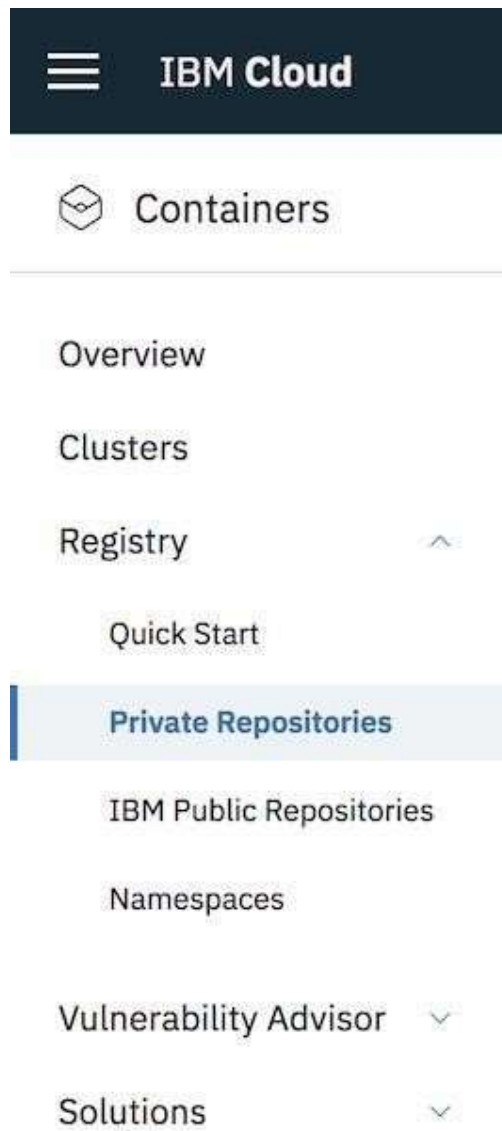 IBM Cloud
Containers
Overview
Clusters
Registry
Quick Start
Private Repositories
IBM Public Repositories
Namespaces
Vulnerability Advisor
Solutions